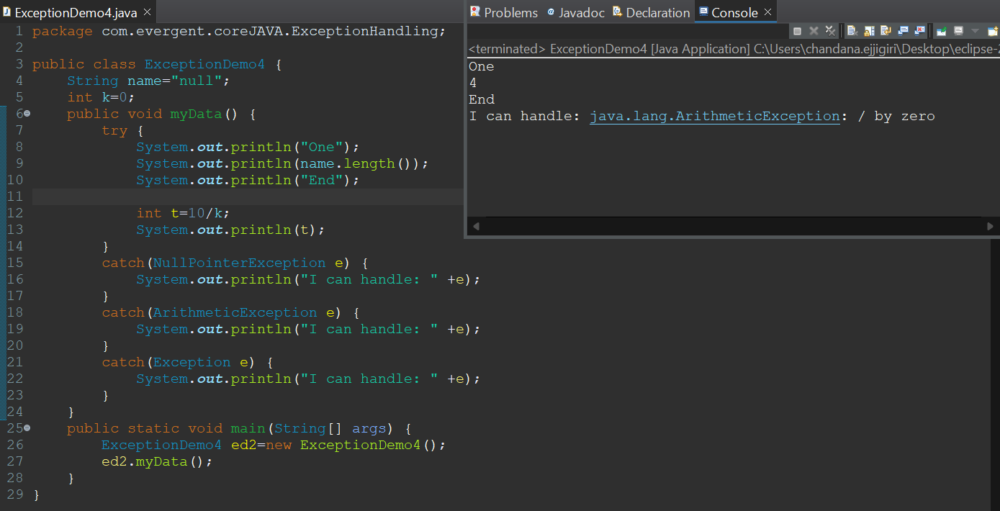 ExceptionDemo4.java
1 package com.evergent.coreJAVA.ExceptionHandling;
2
3 public class ExceptionDemo4 {
4     String name="null";
5     int k=0;
6     public void myData() {
7         try {
8             System.out.println("One");
9             System.out.println(name.length());
10             System.out.println("End");
11
12             int t=10/k;
13             System.out.println(t);
14         }
15         catch(NullPointerException e) {
16             System.out.println("I can handle: " +e);
17         }
18         catch(ArithmeticException e) {
19             System.out.println("I can handle: " +e);
20         }
21         catch(Exception e) {
22             System.out.println("I can handle: " +e);
23         }
24     }
25     public static void main(String[] args) {
26         ExceptionDemo4 ed2=new ExceptionDemo4();
27         ed2.myData();
28     }
29 }
Problems Javadoc Declaration Console
<terminated> ExceptionDemo4 [Java Application] C:\Users\chandana.ejjigiri\Desktop\eclipse-
One
4
End
I can handle: java.lang.ArithmeticException: / by zero